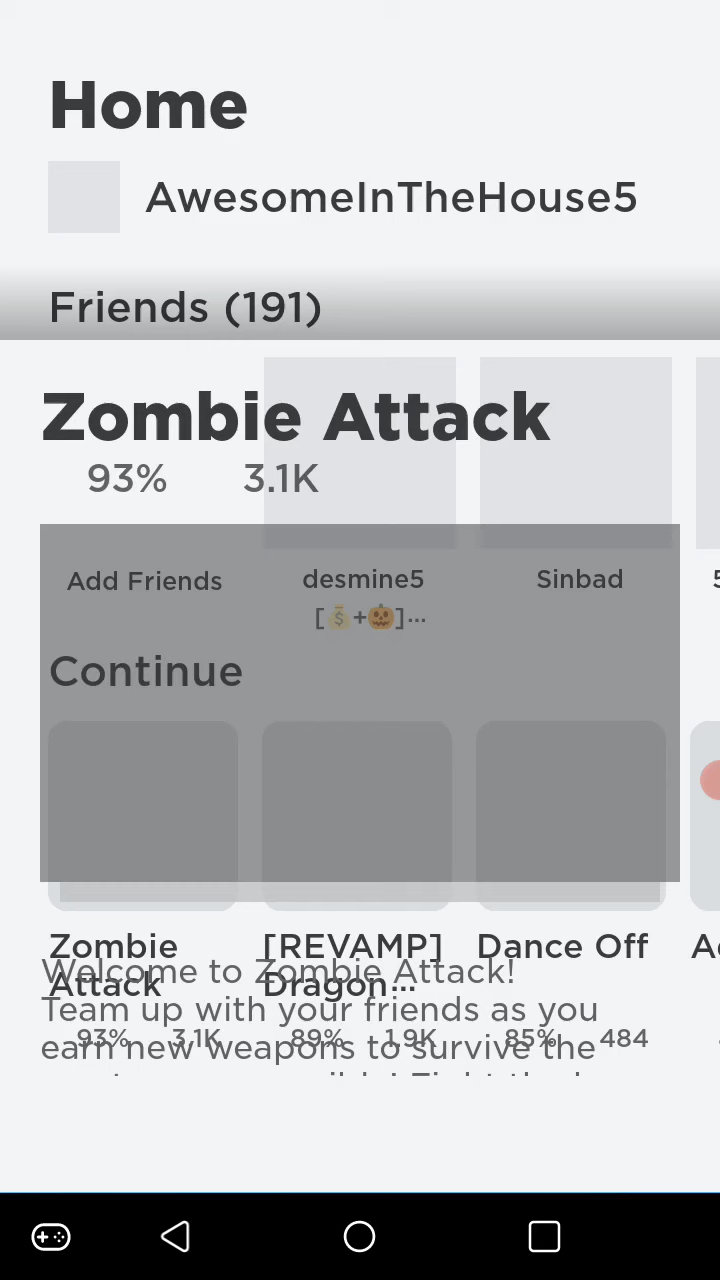 Home
AwesomeInTheHouse5
Friends (191)
Zombie Attack
93% 3.1K
Add Friends desmine5 Sinbad 5
[💰+🎃]...
Continue
Zombie [REVAMP] Dance Off Ad
Welcome to Zombie Attack!
Attack Dragon...
Team up with your friends as you
93% 3.1K 89% 1.9K 85% 484
earn new weapons to survive the